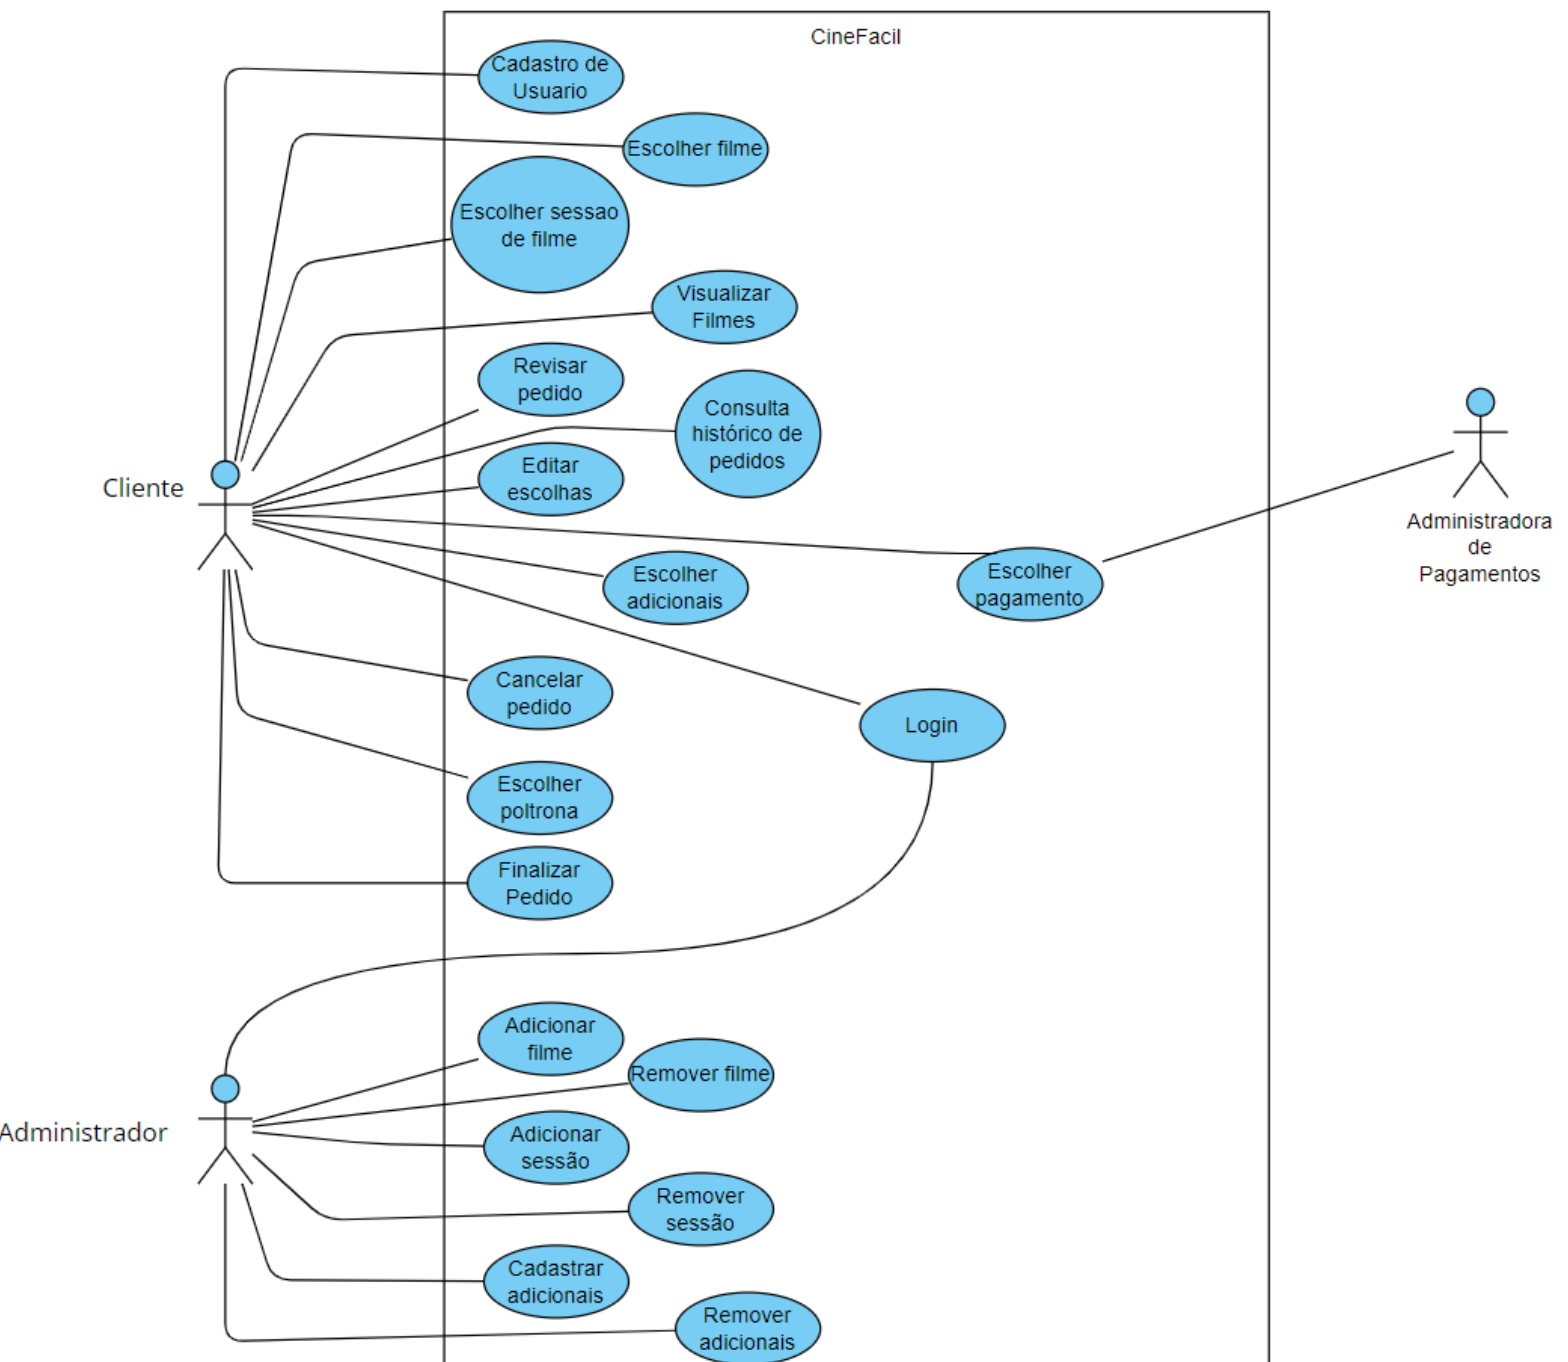 CineFacil
Cadastro de
Usuario
Escolher filme
Escolher sessao
de filme
Visualizar
Filmes
Revisar
pedido
Consulta
histórico de
pedidos
Editar
escolhas
Cliente
Administradora
de
Pagamentos
Escolher
adicionais
Escolher
pagamento
Cancelar
pedido
Login
Escolher
poltrona
Finalizar
Pedido
Adicionar
filme
Remover filme
Administrador
Adicionar
sessão
Remover
sessão
Cadastrar
adicionais
Remover
adicionais